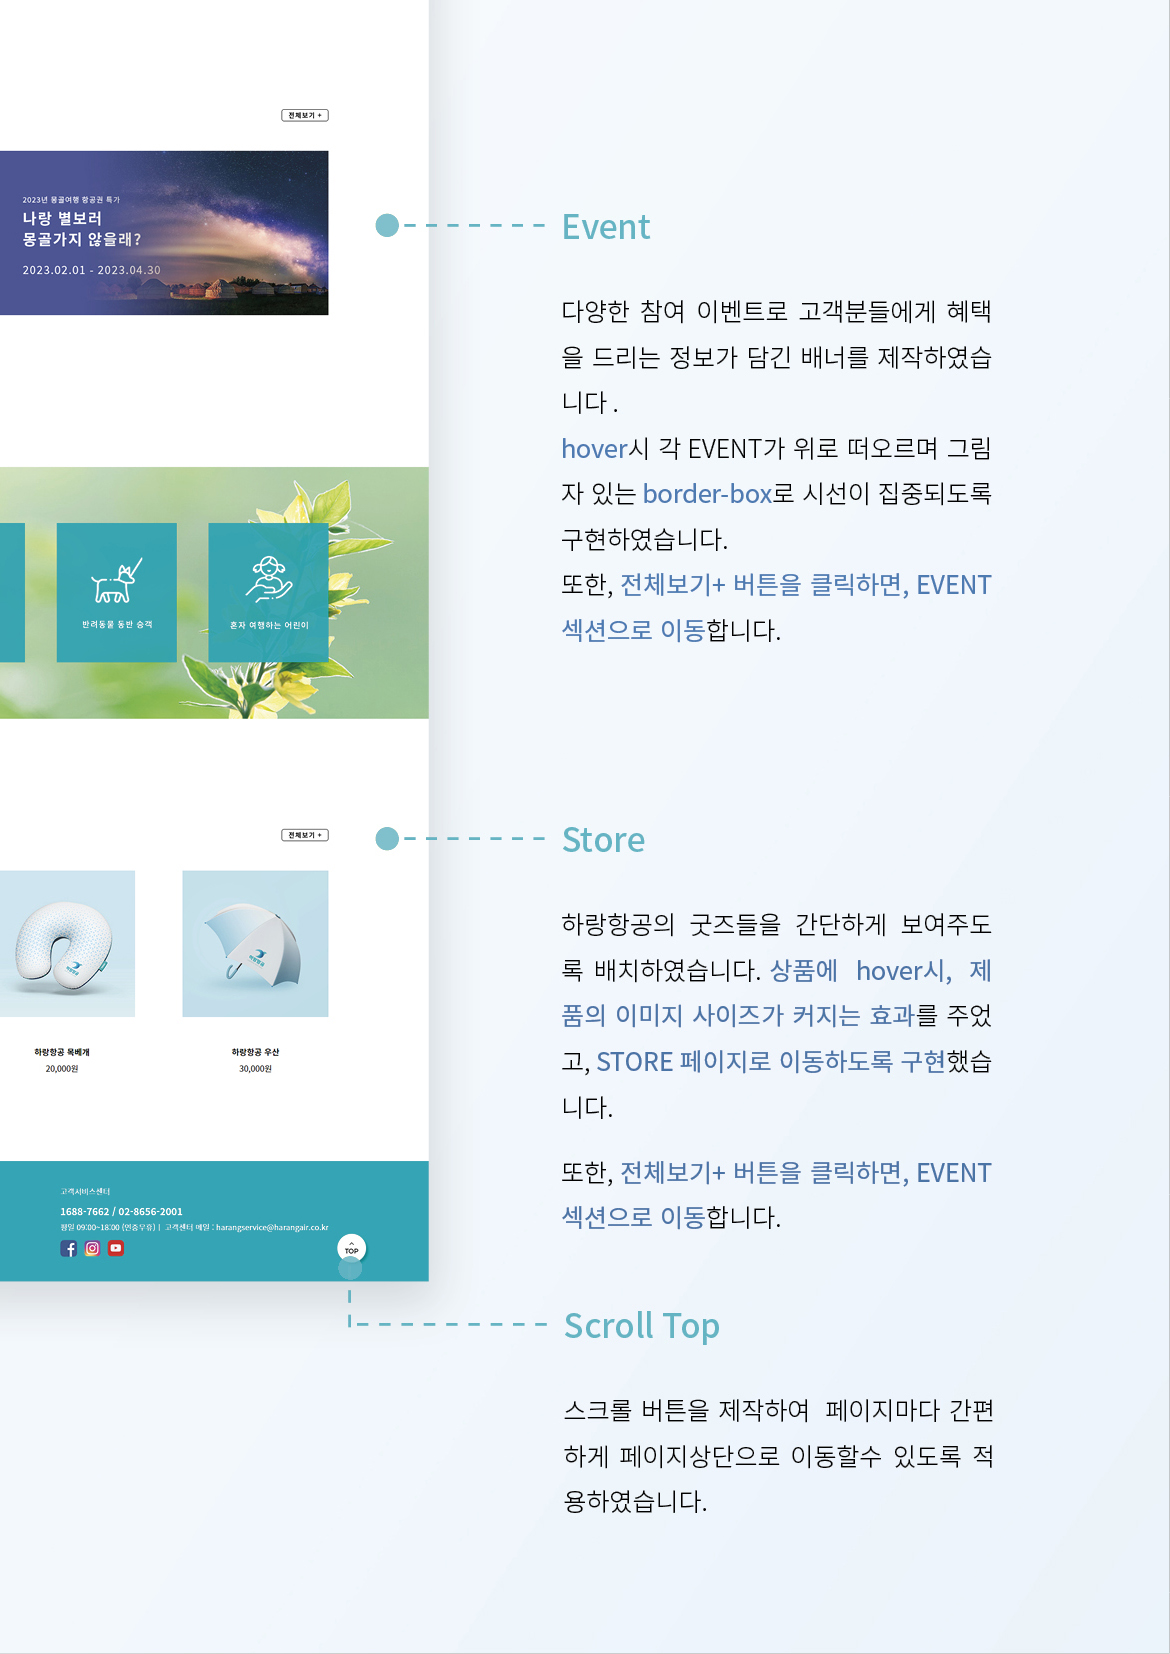 전체보기 +
2023년 몽골여행 항공권 특가
나랑 별보러
몽골가지 않을래?
2023.02.01 - 2023.04.30
Event
다양한 참여 이벤트로 고객분들에게 혜택
을 드리는 정보가 담긴 배너를 제작하였습
니다 .
hover시 각 EVENT가 위로 떠오르며 그림
자 있는 border-box로 시선이 집중되도록
구현하였습니다.
또한, 전체보기+ 버튼을 클릭하면, EVENT
섹션으로 이동합니다.
반려동물 동반 승객
혼자 여행하는 어린이
전체보기 +
Store
하랑항공의 굿즈들을 간단하게 보여주도
록 배치하였습니다. 상품에 hover시, 제
품의 이미지 사이즈가 커지는 효과를 주었
고, STORE 페이지로 이동하도록 구현했습
니다.
또한, 전체보기+ 버튼을 클릭하면, EVENT
섹션으로 이동합니다.
하랑항공
하랑항공
하랑항공 목베개
20,000원
하랑항공 우산
30,000원
고객서비스센터
1688-7662 / 02-8656-2001
평일 09:00~18:00 (연중무휴) | 고객센터 메일 : harangservice@harangair.co.kr
TOP
Scroll Top
스크롤 버튼을 제작하여 페이지마다 간편
하게 페이지상단으로 이동할수 있도록 적
용하였습니다.